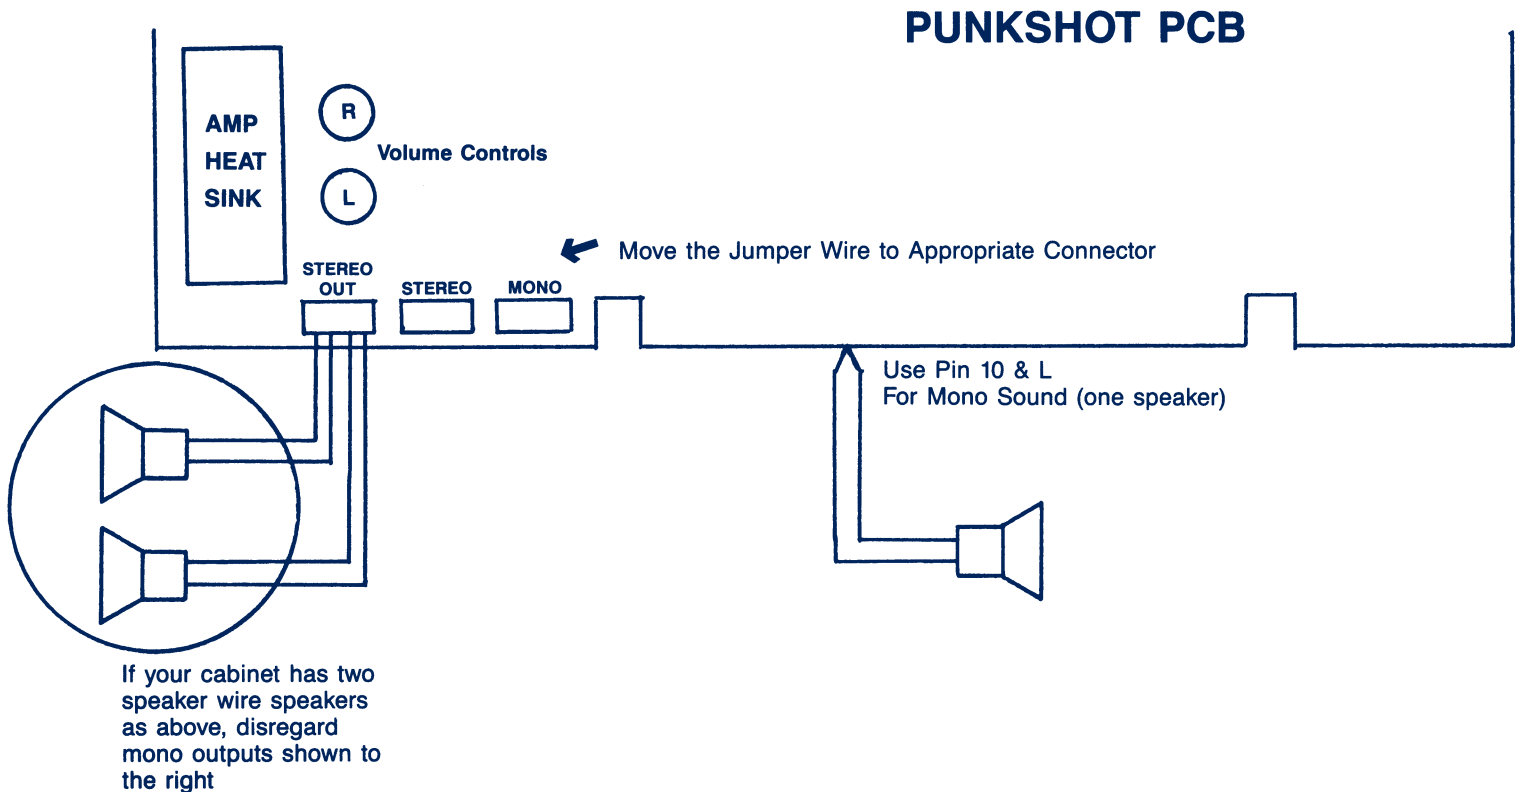 PUNKSHOT PCB
AMP
HEAT
SINK
R
Volume Controls
L
Move the Jumper Wire to Appropriate Connector
STEREO
OUT
STEREO
MONO
Use Pin 10 & L
For Mono Sound (one speaker)
If your cabinet has two
speaker wire speakers
as above, disregard
mono outputs shown to
the right